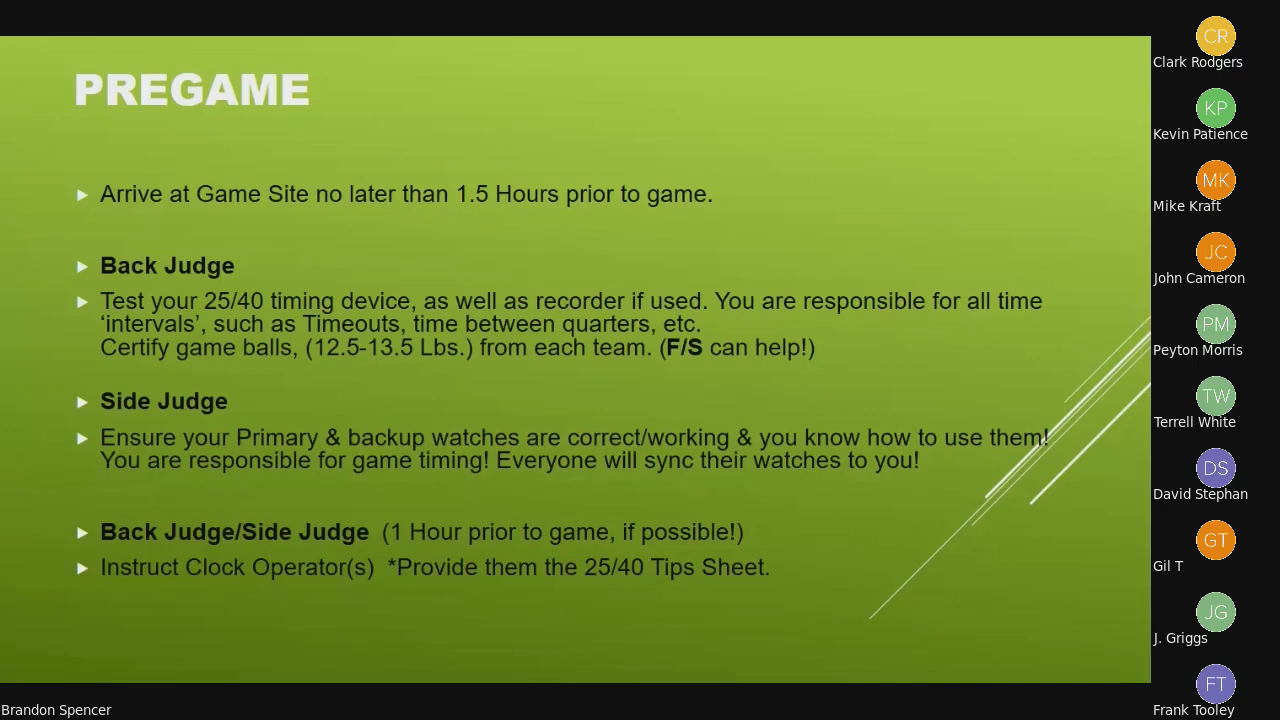 PREGAME
Arrive at Game Site no later than 1.5 Hours prior to game.
Back Judge
Test your 25/40 timing device, as well as recorder if used. You are responsible for all time
‘intervals’, such as Timeouts, time between quarters, etc.
Certify game balls, (12.5-13.5 Lbs.) from each team. (F/S can help!)
Side Judge
Ensure your Primary & backup watches are correct/working & you know how to use them!
You are responsible for game timing! Everyone will sync their watches to you!
Back Judge/Side Judge (1 Hour prior to game, if possible!)
Instruct Clock Operator(s) *Provide them the 25/40 Tips Sheet.
Brandon Spencer
CR
Clark Rodgers
KP
Kevin Patience
MK
Mike Kraft
JC
John Cameron
PM
Peyton Morris
TW
Terrell White
DS
David Stephan
GT
Gil T
JG
J. Griggs
FT
Frank Tooley